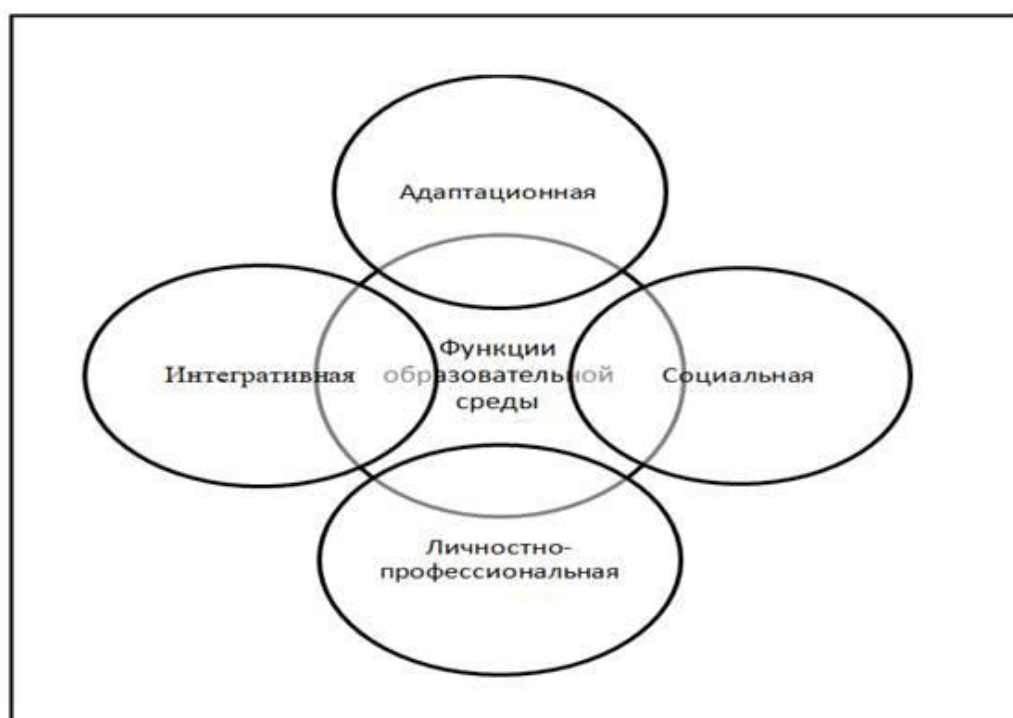 Адаптационная
Интегративная
Функции
образовательной
среды
Социальная
Личностно-
профессиональная